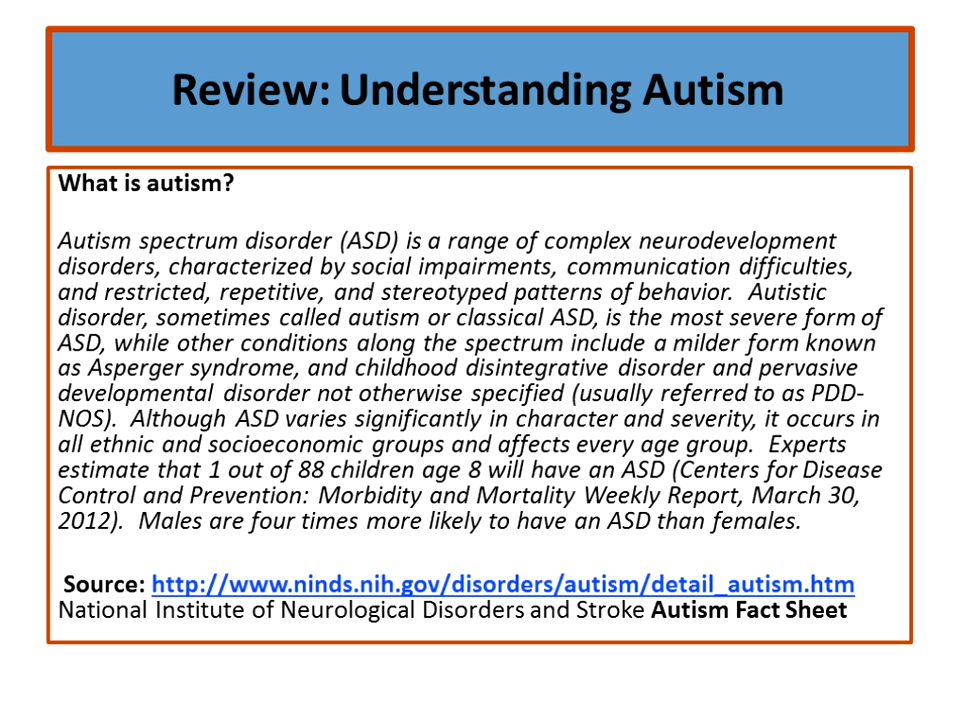 Review: Understanding Autism
What is autism?
Autism spectrum disorder (ASD) is a range of complex neurodevelopment
disorders, characterized by social impairments, communication difficulties,
and restricted, repetitive, and stereotyped patterns of behavior.  Autistic
disorder, sometimes called autism or classical ASD, is the most severe form of
ASD, while other conditions along the spectrum include a milder form known
as Asperger syndrome, and childhood disintegrative disorder and pervasive
developmental disorder not otherwise specified (usually referred to as PDD-
NOS).  Although ASD varies significantly in character and severity, it occurs in
all ethnic and socioeconomic groups and affects every age group.  Experts
estimate that 1 out of 88 children age 8 will have an ASD (Centers for Disease
Control and Prevention: Morbidity and Mortality Weekly Report, March 30,
2012).  Males are four times more likely to have an ASD than females.
Source: http://www.ninds.nih.gov/disorders/autism/detail_autism.htm
National Institute of Neurological Disorders and Stroke Autism Fact Sheet